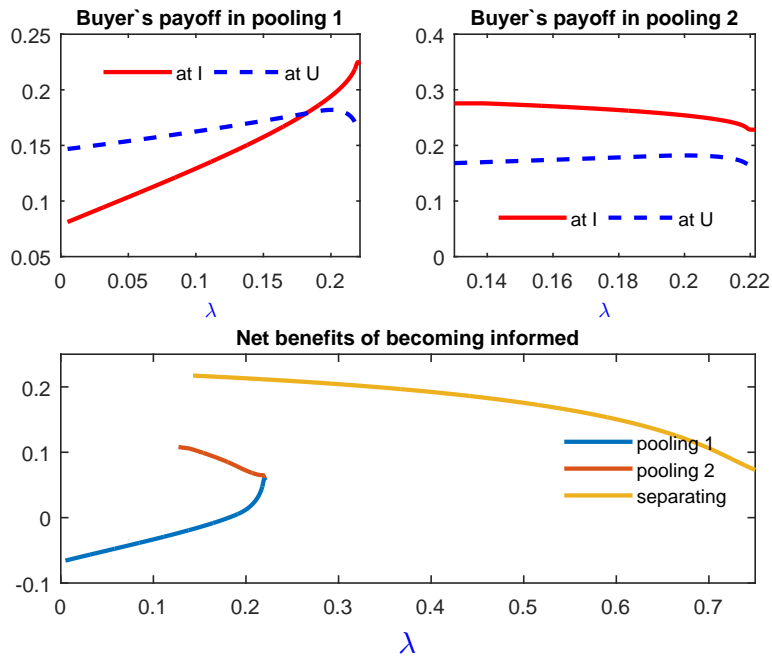 Buyer`s payoff in pooling 1
0.25
0.2
0.15
0.1
0.05
at I
at U
0
0.05
0.1
0.15
0.2
λ
Buyer`s payoff in pooling 2
0.4
0.3
0.2
0.1
0
at I
at U
0.14
0.16
0.18
0.2
0.22
λ
Net benefits of becoming informed
0.2
0.1
0
-0.1
pooling 1
pooling 2
separating
0
0.1
0.2
0.3
0.4
0.5
0.6
0.7
λ